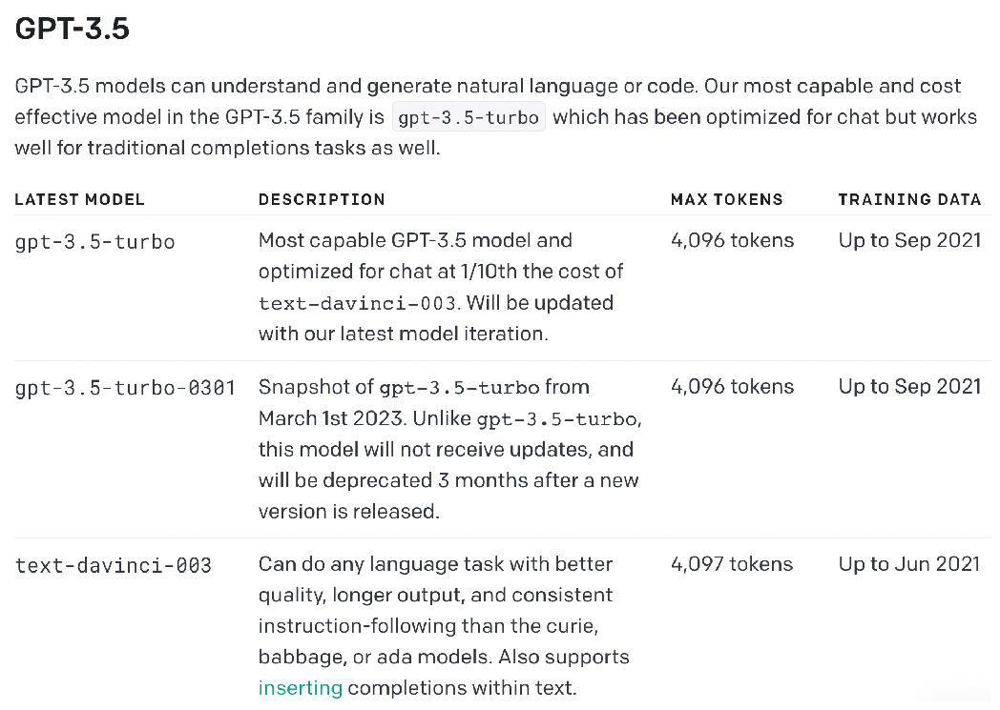 GPT-3.5
GPT-3.5 models can understand and generate natural language or code. Our most capable and cost
effective model in the GPT-3.5 family is gpt-3.5-turbo which has been optimized for chat but works
well for traditional completions tasks as well.
LATEST MODEL DESCRIPTION MAX TOKENS TRAINING DATA
gpt-3.5-turbo Most capable GPT-3.5 model and 4,096 tokens Up to Sep 2021
optimized for chat at 1/10th the cost of
text-davinci-003. Will be updated
with our latest model iteration.
gpt-3.5-turbo-0301 Snapshot of gpt-3.5-turbo from 4,096 tokens Up to Sep 2021
March 1st 2023. Unlike gpt-3.5-turbo,
this model will not receive updates, and
will be deprecated 3 months after a new
version is released.
text-davinci-003 Can do any language task with better 4,097 tokens Up to Jun 2021
quality, longer output, and consistent
instruction-following than the curie,
babbage, or ada models. Also supports
inserting completions within text.